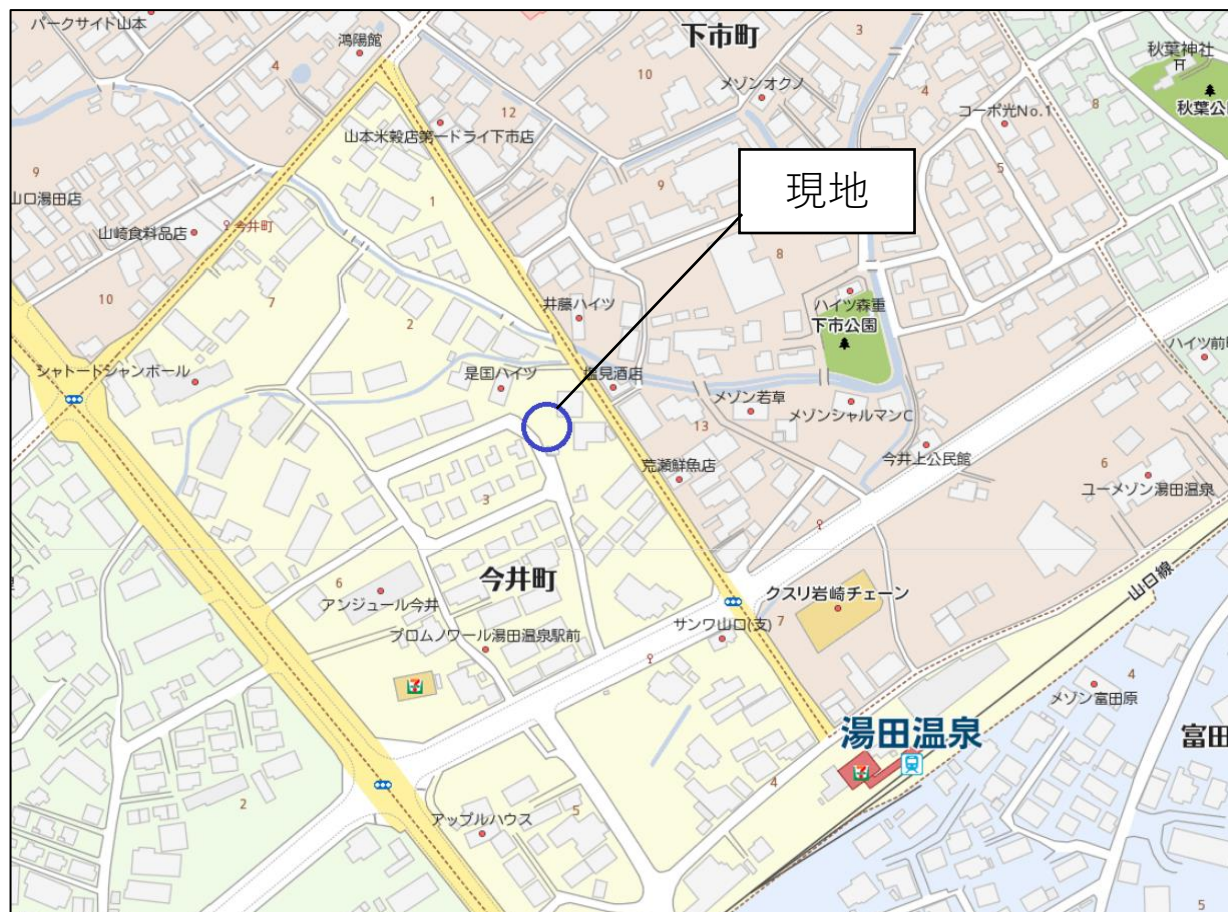 パークサイド山本
鴻陽館
4
下市町
3
10
メゾンオクノ
4
秋葉神社
秋葉公
コーポ光No.1
8
12
山本米穀店第一ドライ下市店
9
山口湯田店
5
9
現地
1
今井町
山崎食料品店
8
10
7
2
井藤ハイツ
ハイツ森重
下市公園
シャトードシャンボール
是国ハイツ
塩見酒店
メゾン若草
メゾンシャルマンC
13
今井上公民館
荒瀬鮮魚店
6
ユーメゾン湯田温泉
3
今井町
6
アンジュール今井
クスリ岩崎チェーン
山口線
プロムノワール湯田温泉駅前
サンワ山口(支)
7
4
メゾン富田原
湯田温泉
2
4
アップルハウス
5
5